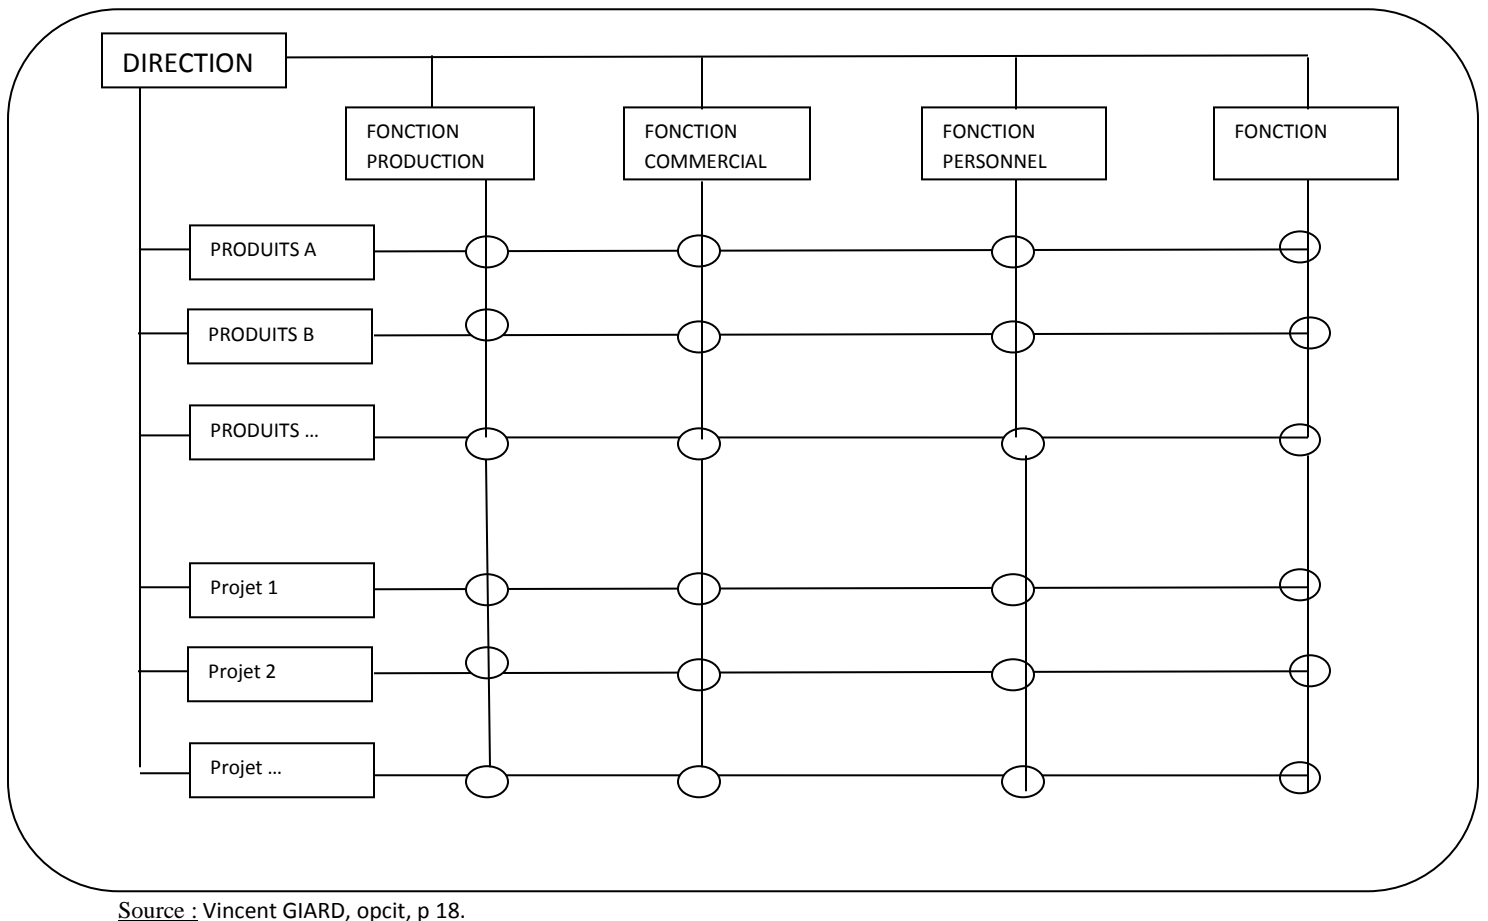 DIRECTION
FONCTION
PRODUCTION
FONCTION
COMMERCIAL
FONCTION
PERSONNEL
FONCTION
PRODUITS A
PRODUITS B
PRODUITS ...
Projet 1
Projet 2
Projet ...
Source : Vincent GIARD, opcit, p 18.